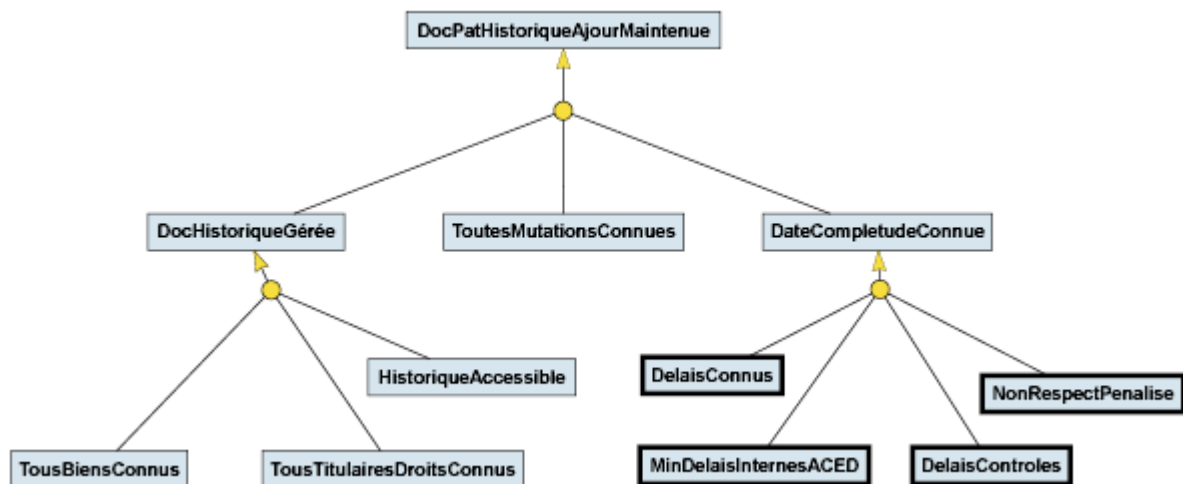 DocPatHistoriqueAjourMaintenue
DocHistoriqueGérée
ToutesMutationsConnues
DateCompletudeConnue
HistoriqueAccessible
DelaisConnus
NonRespectPenalise
TousBiensConnus
TousTitulairesDroitsConnus
MinDelaisInternesACED
DelaisControles